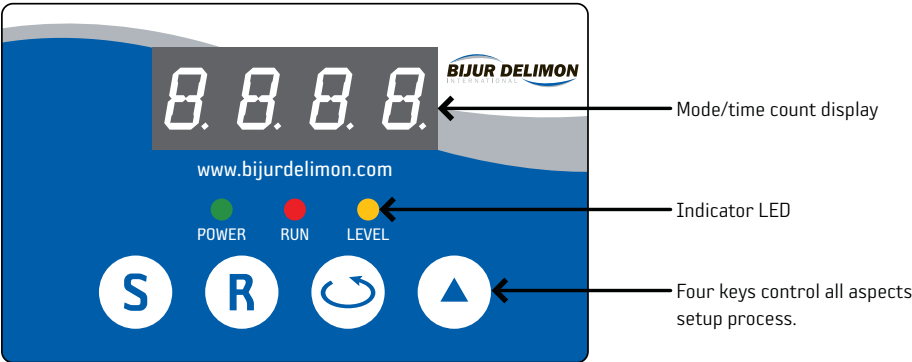 8.8.8.8.
BIJUR DELIMON
INTERNATIONAL
Mode/time count display
www.bijurdelimon.com
Indicator LED
POWER RUN LEVEL
S R
Four keys control all aspects
setup process.